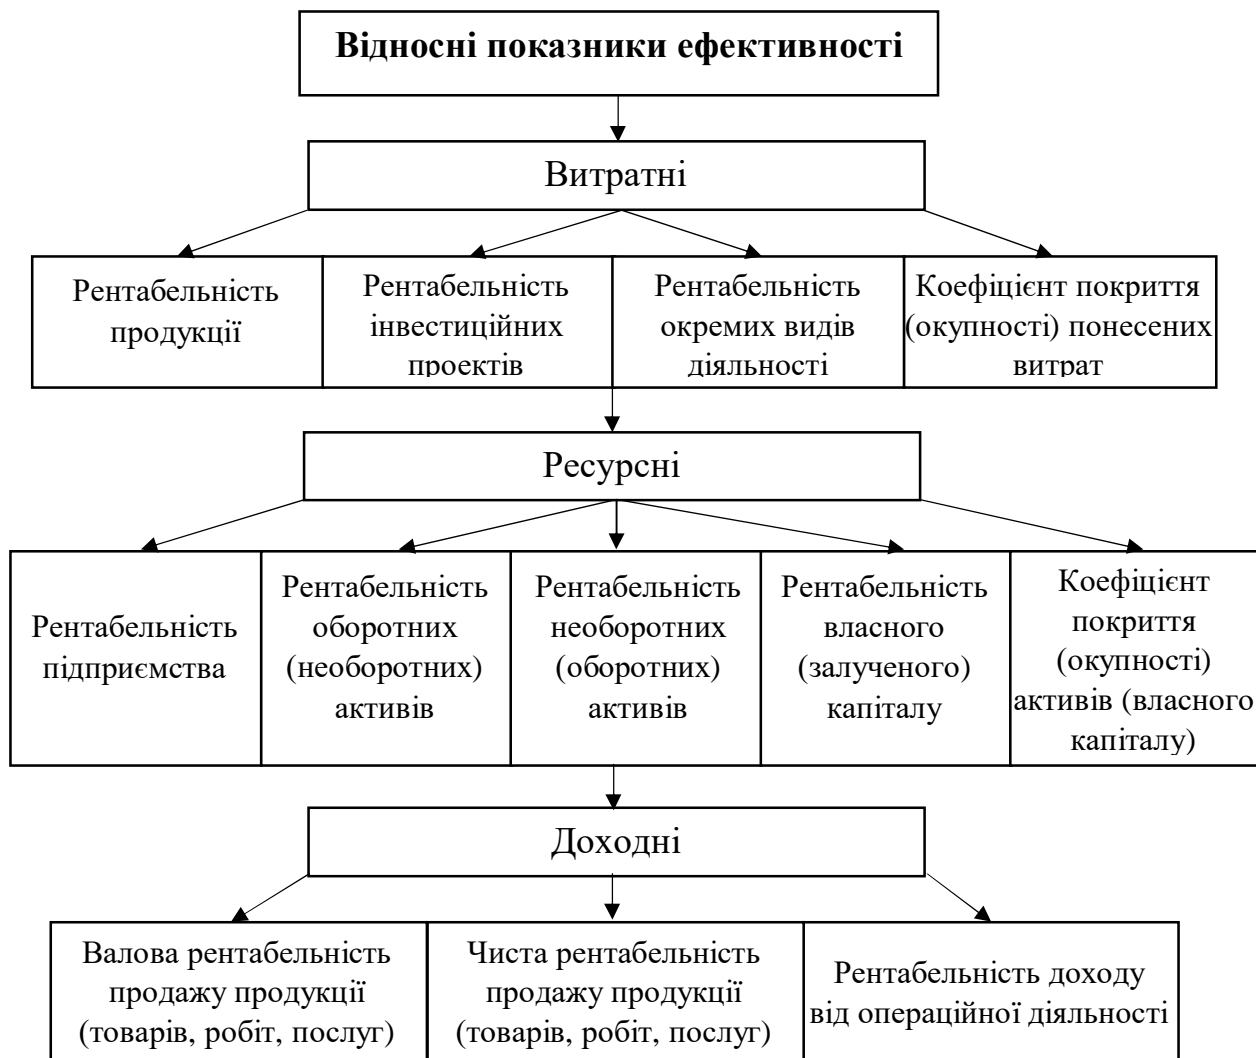 Відносні показники ефективності
Витратні
Рентабельність
продукції
Рентабельність
інвестиційних
проектів
Рентабельність
окремих видів
діяльності
Коефіцієнт покриття
(окупності) понесених
витрат
Ресурсні
Рентабельність
підприємства
Рентабельність
оборотних
(необоротних)
активів
Рентабельність
необоротних
(оборотних)
активів
Рентабельність
власного
(залученого)
капіталу
Коефіцієнт
покриття
(окупності)
активів (власного
капіталу)
Доходні
Валова рентабельність
продажу продукції
(товарів, робіт, послуг)
Чиста рентабельність
продажу продукції
(товарів, робіт, послуг)
Рентабельність доходу
від операційної діяльності